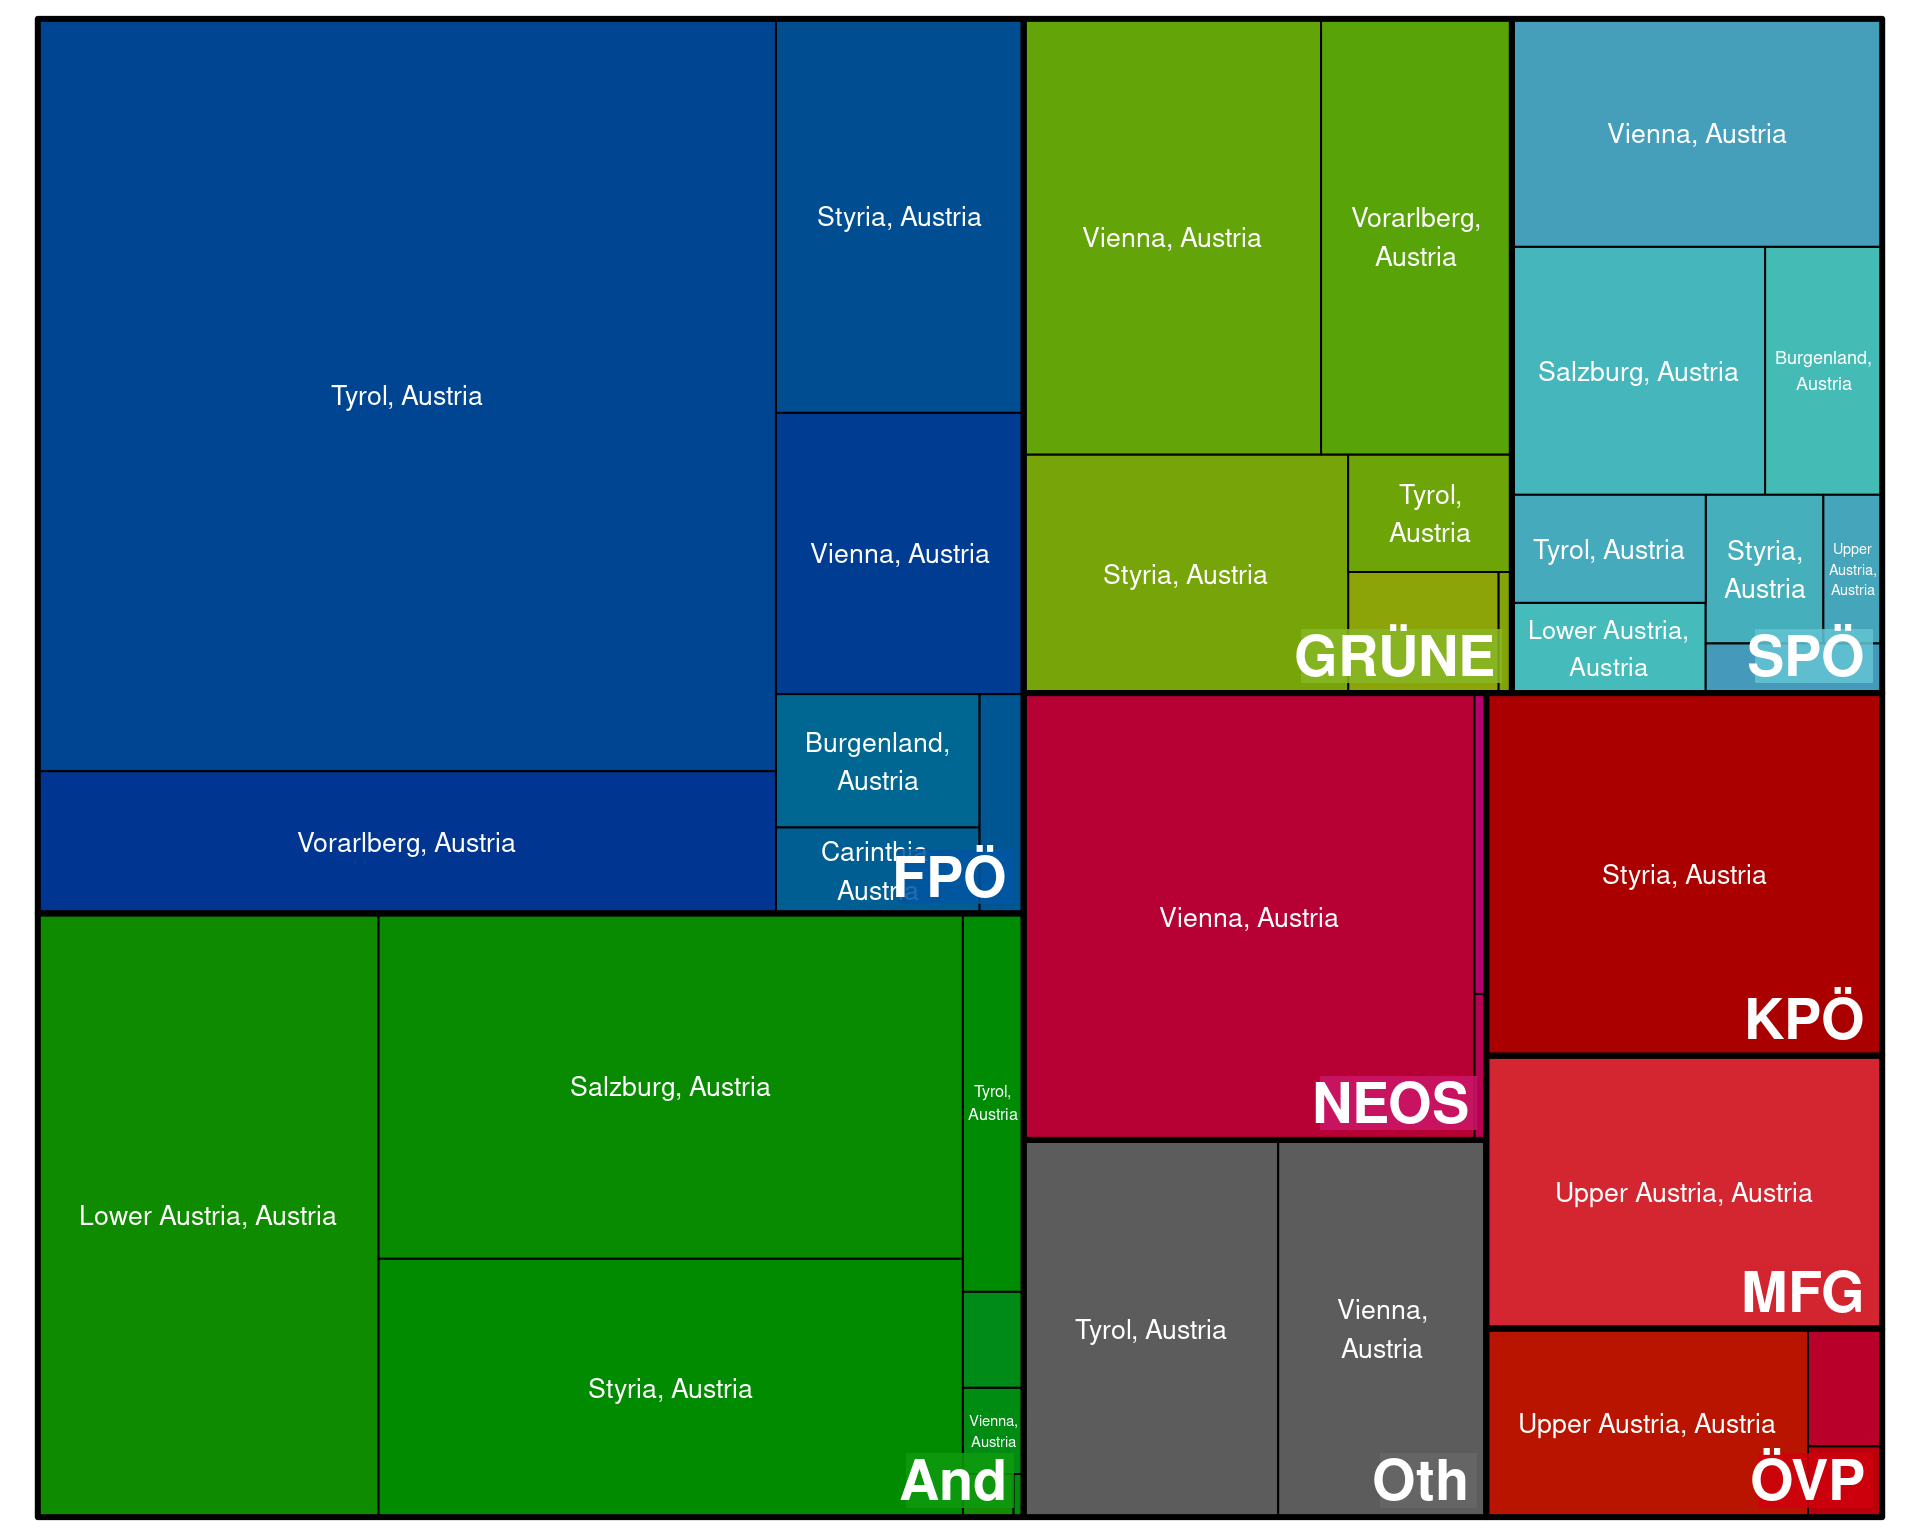 Tyrol, Austria
Styria, Austria
Vienna, Austria
Vorarlberg, Austria
Burgenland,
Austria
Carinthia,
Austria
FPÖ
Lower Austria, Austria
Salzburg, Austria
Styria, Austria
Tyrol,
Austria
Vienna,
Austria
And
Vienna, Austria
Vorarlberg,
Austria
Styria, Austria
Tyrol,
Austria
GRÜNE
Vienna, Austria
Salzburg, Austria
Burgenland,
Austria
Tyrol, Austria
Lower Austria,
Austria
Styria,
Austria
Upper
Austria,
Austria
SPÖ
Vienna, Austria
NEOS
Styria, Austria
KPÖ
Upper Austria, Austria
MFG
Tyrol, Austria
Vienna,
Austria
Oth
Upper Austria, Austria
ÖVP